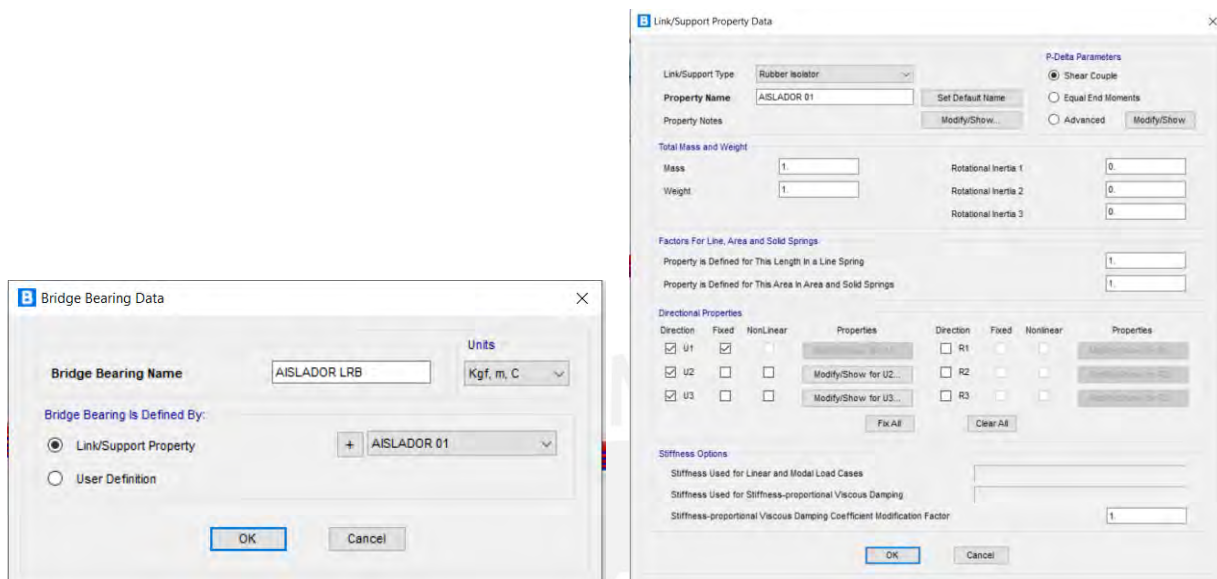 Bridge Bearing Data
Units
Bridge Bearing Name AISLADOR LRB Kgf, m, C
Bridge Bearing Is Defined By:
Link/Support Property + AISLADOR 01
User Definition
OK Cancel
Link/Support Property Data
P-Delta Parameters
Link/Support Type Rubber Isolator Shear Couple
Property Name AISLADOR 01 Set Default Name Equal End Moments
Property Notes Modify/Show... Advanced Modify/Show
Total Mass and Weight
Mass 1. Rotational Inertia 1 0.
Weight 1. Rotational Inertia 2 0.
Rotational Inertia 3 0.
Factors For Line, Area and Solid Springs
Property is Defined for This Length In a Line Spring 1.
Property is Defined for This Area In Area and Solid Springs 1.
Directional Properties
Direction Fixed NonLinear Properties Direction Fixed Nonlinear Properties
U1 R1
U2 Modify/Show for U2... R2
U3 Modify/Show for U3... R3
Fix All Clear All
Stiffness Options
Stiffness Used for Linear and Modal Load Cases
Stiffness Used for Stiffness-proportional Viscous Damping
Stiffness-proportional Viscous Damping Coefficient Modification Factor 1.
OK Cancel